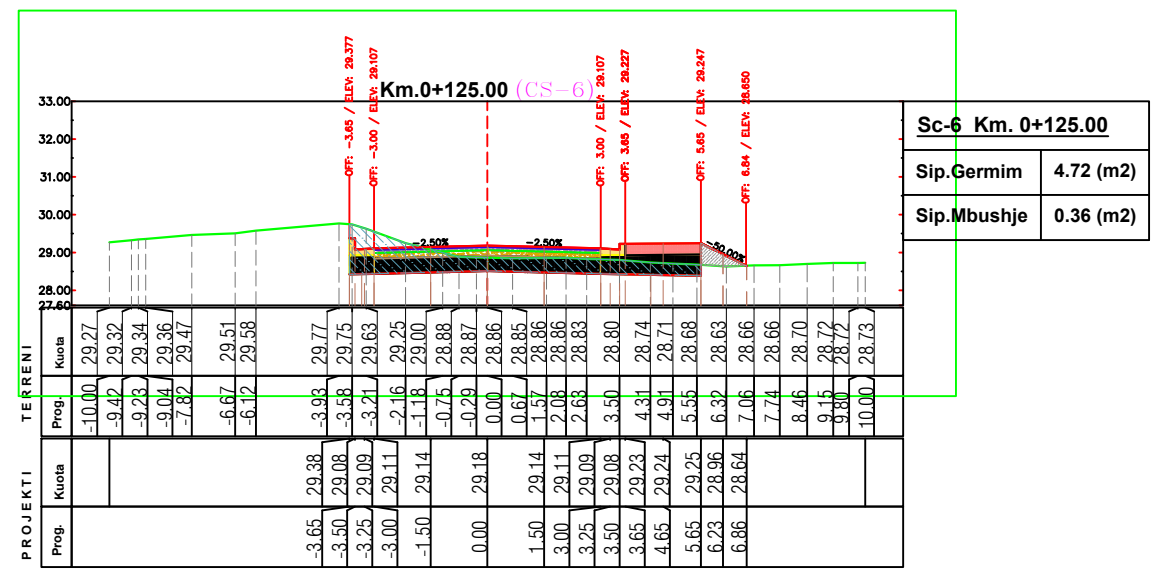 OFF: -3.65 / ELEV: 29.377
OFF: -3.00 / ELEV: 29.107
Km.0+125.00 (CS-6)
OFF: 3.00 / ELEV: 29.107
OFF: 3.65 / ELEV: 29.227
OFF: 5.65 / ELEV: 29.247
OFF: 6.84 / ELEV: 28.650
33.00
32.00
31.00
30.00
29.00
28.00
27.60
-2.50% -2.50% -50.00%
Sc-6 Km. 0+125.00
Sip.Germim 4.72 (m2)
Sip.Mbushje 0.36 (m2)
TERRENI
Kuota 29.27 29.32 29.34 29.36 29.47 29.51 29.58 29.77 29.75 29.63 29.25 29.00 28.88 28.87 28.86 28.85 28.86 28.86 28.83 28.80 28.74 28.71 28.68 28.63 28.66 28.66 28.70 28.72 28.72 28.73
Prog. -10.00 -9.42 -9.23 -9.04 -7.82 -6.67 -6.12 -3.93 -3.58 -3.21 -2.16 -1.18 -0.75 -0.29 0.00 0.67 1.57 2.08 2.63 3.50 4.31 4.91 5.55 6.32 7.06 7.74 8.46 9.15 9.80 10.00
PROJEKTI
Kuota 29.38 29.08 29.09 29.11 29.14 29.18 29.14 29.11 29.09 29.08 29.23 29.24 29.25 28.96 28.64
Prog. -3.65 -3.50 -3.25 -3.00 -1.50 0.00 1.50 3.00 3.25 3.50 3.65 4.65 5.65 6.23 6.86